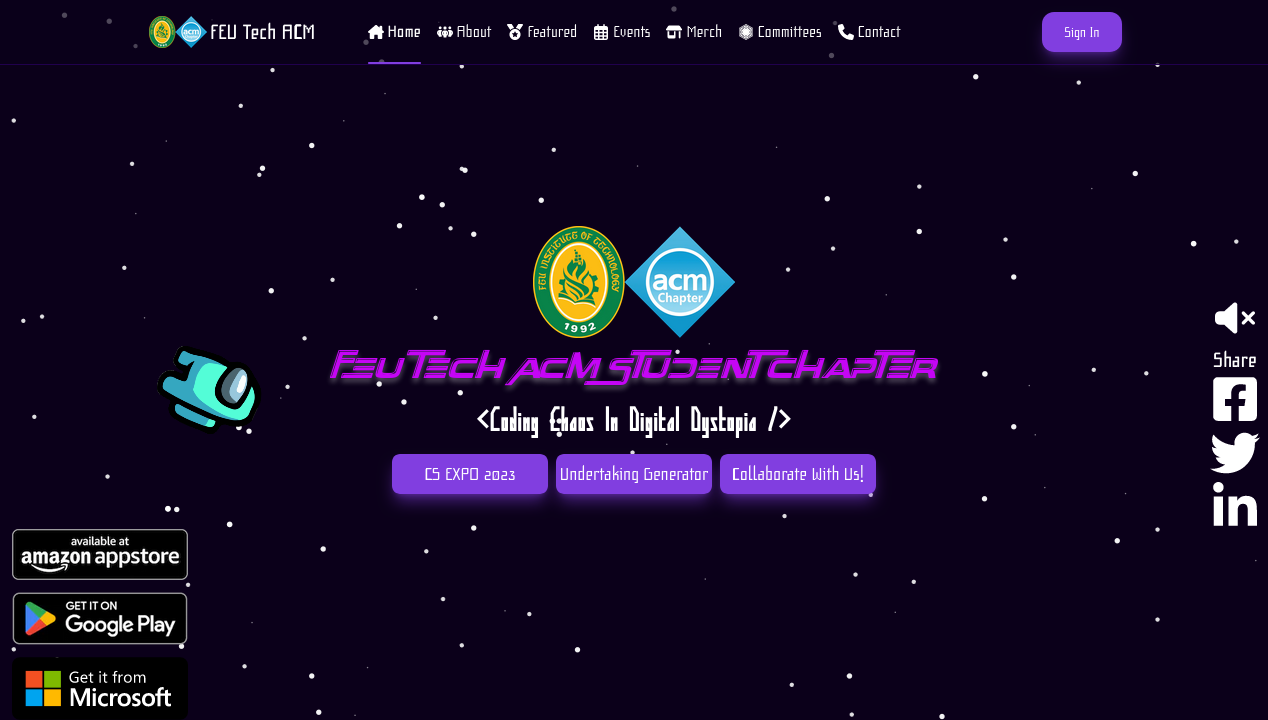 FEU Tech ACM
Home
About
Featured
Events
Merch
Committees
Contact
Sign In
FEU INSTITUTE OF TECHNOLOGY
1992
acm
Chapter
FEU TECH ACM STUDENT CHAPTER
<Coding Chaos In Digital Dystopia />
CS EXPO 2023
Undertaking Generator
Collaborate With Us!
Share
available at
amazon appstore
GET IT ON
Google Play
Get it from
Microsoft